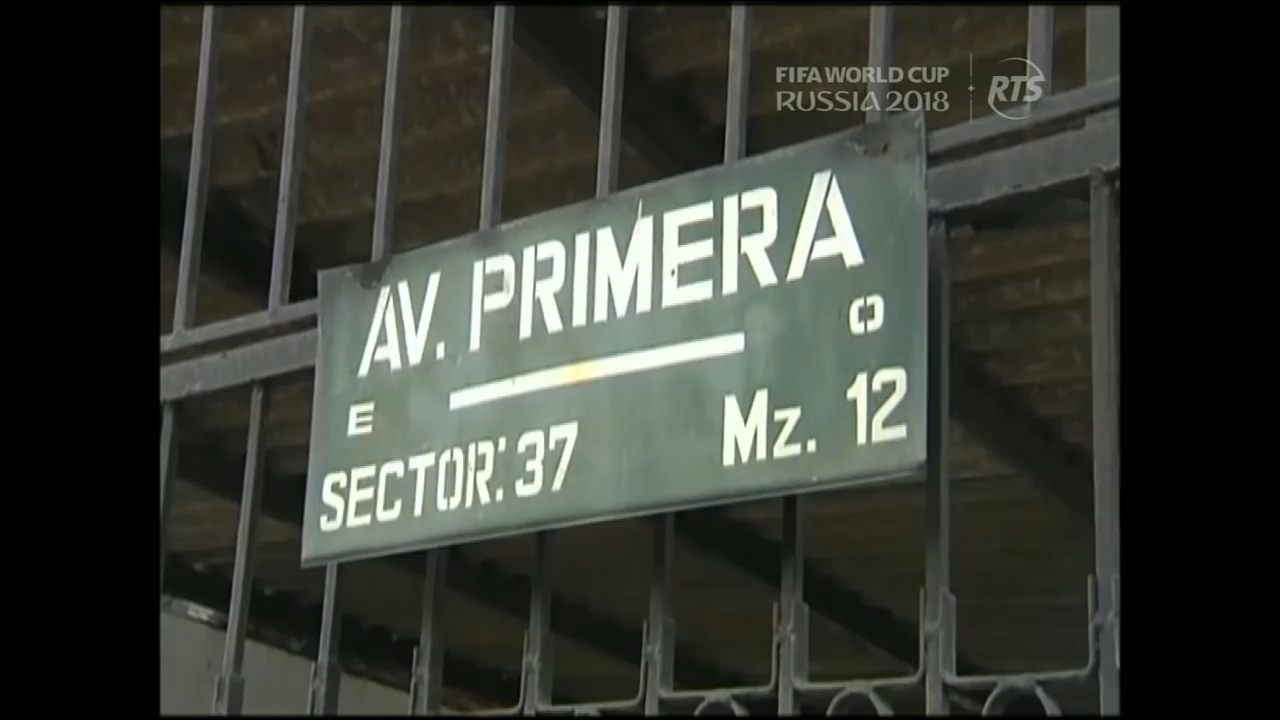 FIFA WORLD CUP
RUSSIA 2018
RTS
AV. PRIMERA
E
O
SECTOR: 37
Mz. 12